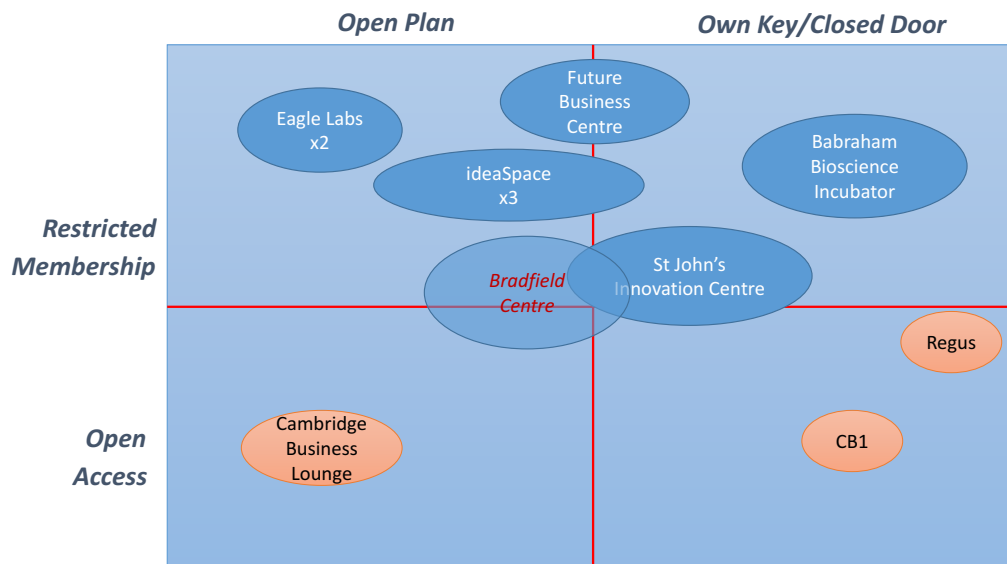 Open Plan
Own Key/Closed Door
Future
Business
Centre
Eagle Labs
x2
Babraham
Bioscience
Incubator
ideaSpace
x3
Restricted
Membership
Bradfield
Centre
St John’s
Innovation Centre
Regus
Open
Access
Cambridge
Business
Lounge
CB1